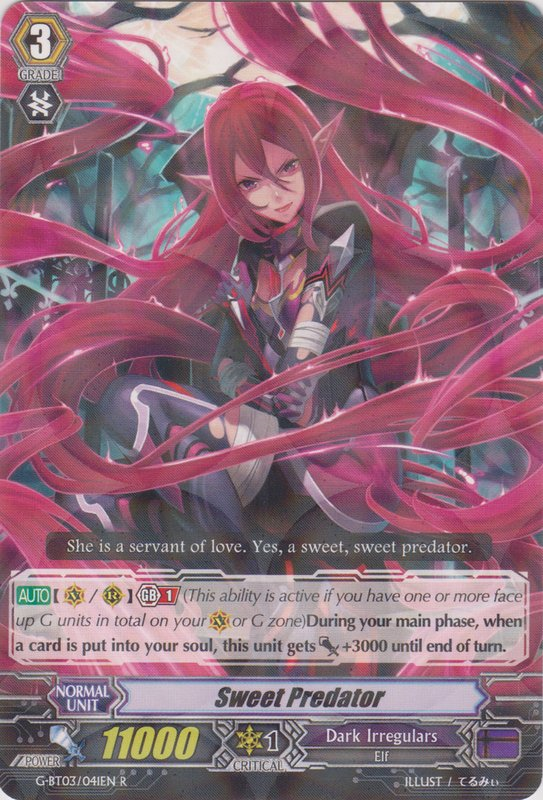 3
GRADE
She is a servant of love. Yes, a sweet, sweet predator.
AUTO【 V / R 】 GB 1 (This ability is active if you have one or more face
up G units in total on your V or G zone)During your main phase, when
a card is put into your soul, this unit gets +3000 until end of turn.
NORMAL UNIT
Sweet Predator
POWER 11000
1
CRITICAL
Dark Irregulars
Elf
G-BT03/041EN R
ILLUST / てるみぃ